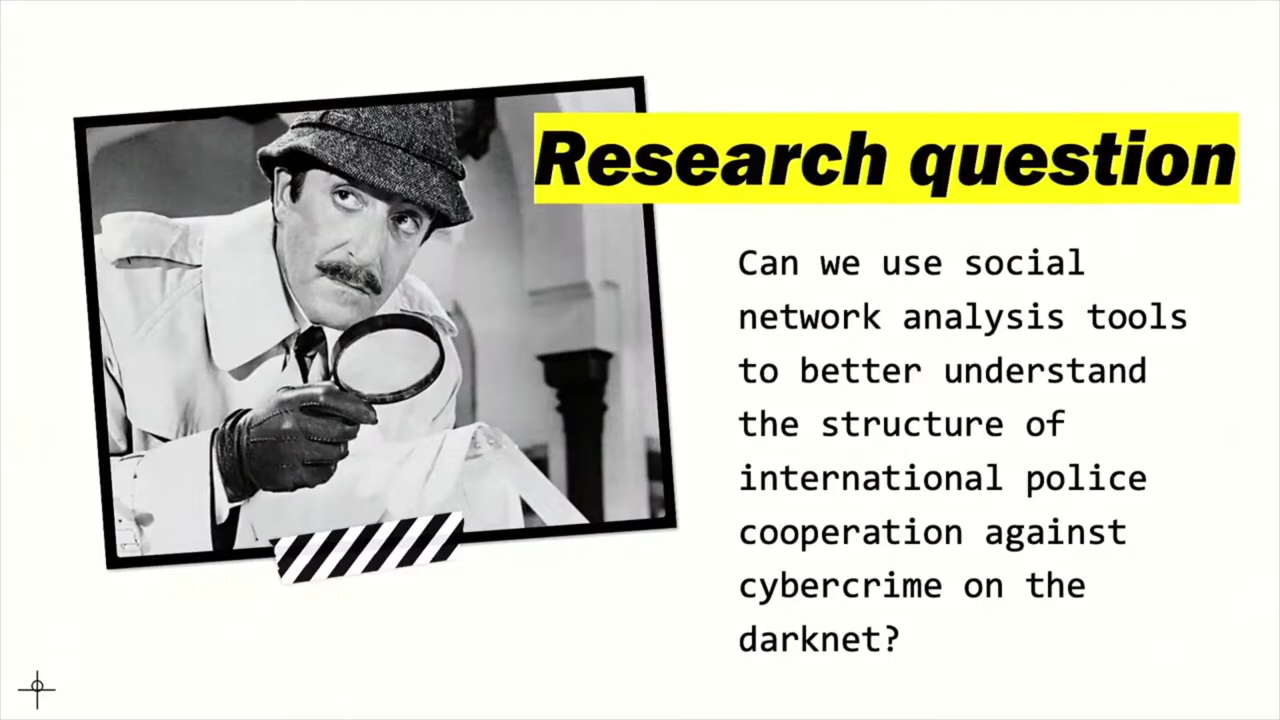 Research question
Can we use social
network analysis tools
to better understand
the structure of
international police
cooperation against
cybercrime on the
darknet?